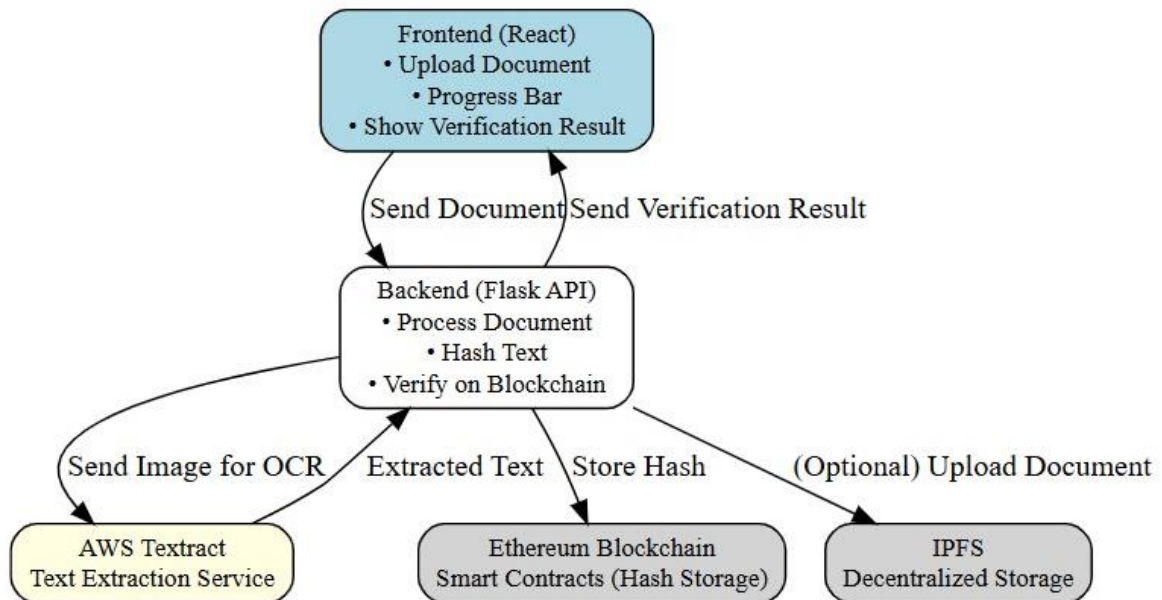 Frontend (React)
• Upload Document
• Progress Bar
• Show Verification Result
Send Document
Send Verification Result
Backend (Flask API)
• Process Document
• Hash Text
• Verify on Blockchain
Send Image for OCR
Extracted Text
Store Hash
(Optional) Upload Document
AWS Textract
Text Extraction Service
Ethereum Blockchain
Smart Contracts (Hash Storage)
IPFS
Decentralized Storage